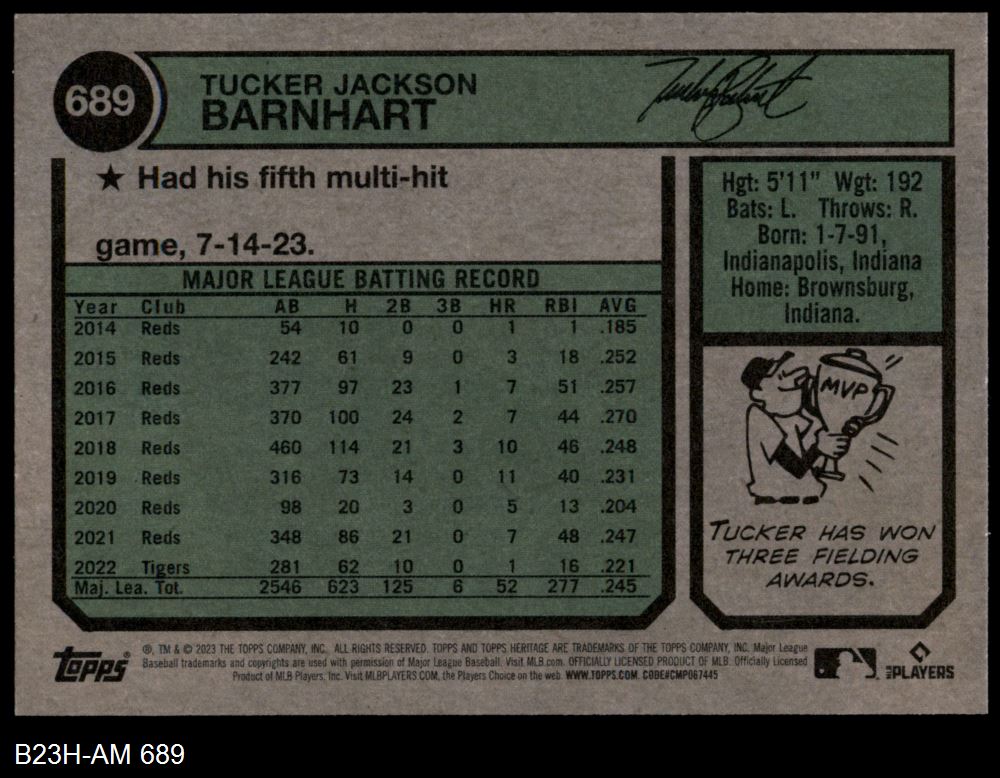 689
TUCKER JACKSON
BARNHART
★ Had his fifth multi-hit
game, 7-14-23.
MAJOR LEAGUE BATTING RECORD
Year Club AB H 2B 3B HR RBI AVG
2014 Reds 54 10 0 0 1 1 .185
2015 Reds 242 61 9 0 3 18 .252
2016 Reds 377 97 23 1 7 51 .257
2017 Reds 370 100 24 2 7 44 .270
2018 Reds 460 114 21 3 10 46 .248
2019 Reds 316 73 14 0 11 40 .231
2020 Reds 98 20 3 0 5 13 .204
2021 Reds 348 86 21 0 7 48 .247
2022 Tigers 281 62 10 0 1 16 .221
Maj. Lea. Tot. 2546 623 125 6 52 277 .245
Hgt: 5'11" Wgt: 192
Bats: L. Throws: R.
Born: 1-7-91,
Indianapolis, Indiana
Home: Brownsburg,
Indiana.
MVP
TUCKER HAS WON
THREE FIELDING
AWARDS.
topps®
®, TM & © 2023 THE TOPPS COMPANY, INC. ALL RIGHTS RESERVED. TOPPS AND TOPPS HERITAGE ARE TRADEMARKS OF THE TOPPS COMPANY, INC. Major League
Baseball trademarks and copyrights are used with permission of Major League Baseball. Visit MLB.com. OFFICIALLY LICENSED PRODUCT OF MLB. Officially Licensed
Product of MLB Players, Inc. Visit MLBPLAYERS.COM, the Players Choice on the web. WWW.TOPPS.COM. CODE#CMP067445
MLB PLAYERS
B23H-AM 689